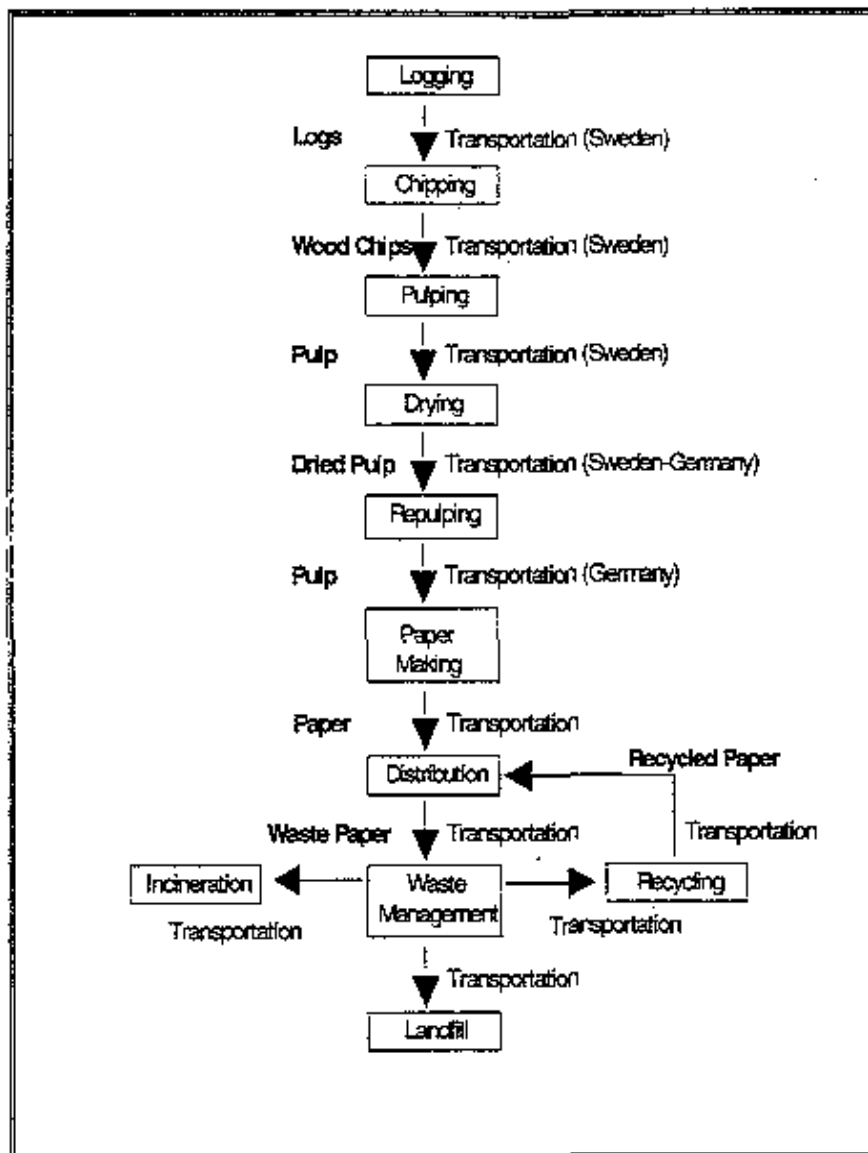 Logging
Logs Transportation (Sweden)
Chipping
Wood Chips Transportation (Sweden)
Pulping
Pulp Transportation (Sweden)
Drying
Dried Pulp Transportation (Sweden-Germany)
Repulping
Pulp Transportation (Germany)
Paper
Making
Paper Transportation
Recycled Paper
Distribution
Waste Paper Transportation
Transportation
Incineration
Waste
Management
Recycling
Transportation
Transportation
Transportation
Landfill